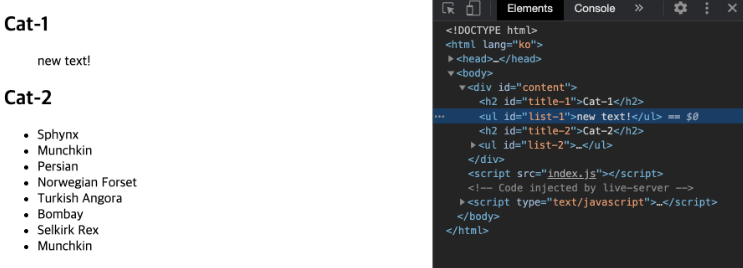 Cat-1
new text!
Cat-2
Sphynx
Munchkin
Persian
Norwegian Forset
Turkish Angora
Bombay
Selkirk Rex
Munchkin
Elements Console »
<!DOCTYPE html>
<html lang="ko">
<head>…</head>
<body>
<div id="content">
<h2 id="title-1">Cat-1</h2>
<ul id="list-1">new text!</ul> == $0
<h2 id="title-2">Cat-2</h2>
<ul id="list-2">…</ul>
</div>
<script src="index.js"></script>
<!-- Code injected by live-server -->
<script type="text/javascript">…</script>
</body>
</html>